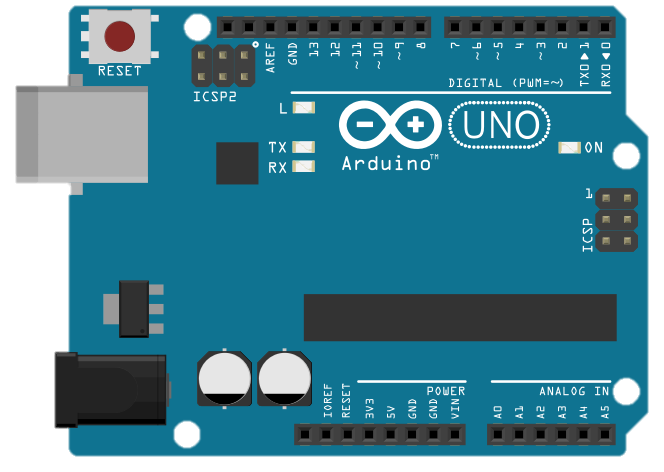 RESET
ICSP2
AREF
GND
13
12
~11
~10
~9
8
7
~6
~5
4
~3
2
TX0▶1
RX0◀0
DIGITAL (PWM=~)
L
TX
RX
UNO
Arduino™
ON
1
ICSP
POWER
ANALOG IN
IOREF
RESET
3V3
5V
GND
GND
VIN
A0
A1
A2
A3
A4
A5